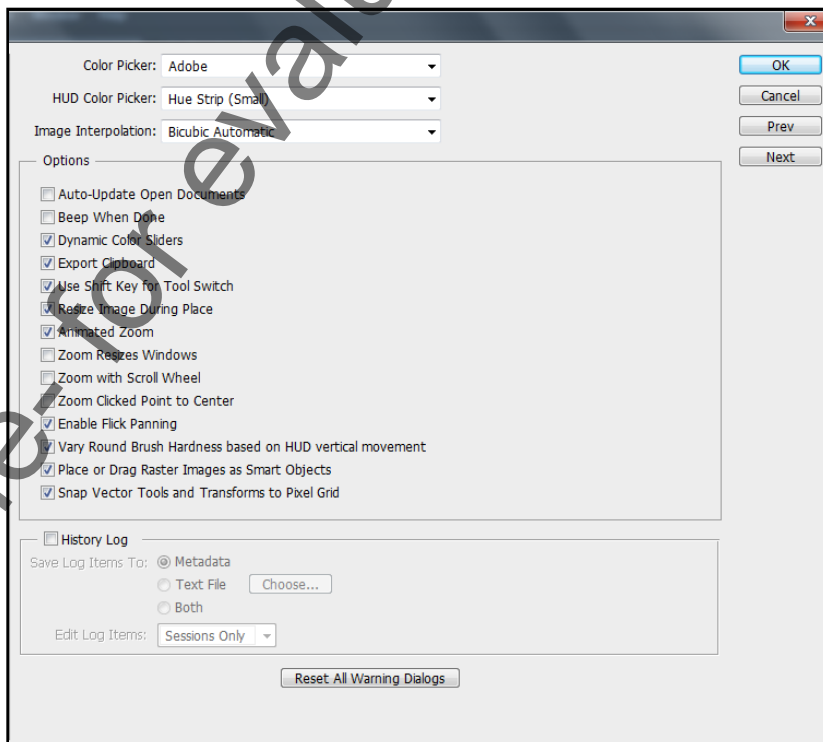 Color Picker: Adobe
HUD Color Picker: Hue Strip (Small)
Image Interpolation: Bicubic Automatic
OK
Cancel
Prev
Next
Options
Auto-Update Open Documents
Beep When Done
Dynamic Color Sliders
Export Clipboard
Use Shift Key for Tool Switch
Resize Image During Place
Animated Zoom
Zoom Resizes Windows
Zoom with Scroll Wheel
Zoom Clicked Point to Center
Enable Flick Panning
Vary Round Brush Hardness based on HUD vertical movement
Place or Drag Raster Images as Smart Objects
Snap Vector Tools and Transforms to Pixel Grid
History Log
Save Log Items To: Metadata
Text File Choose...
Both
Edit Log Items: Sessions Only
Reset All Warning Dialogs
for eval